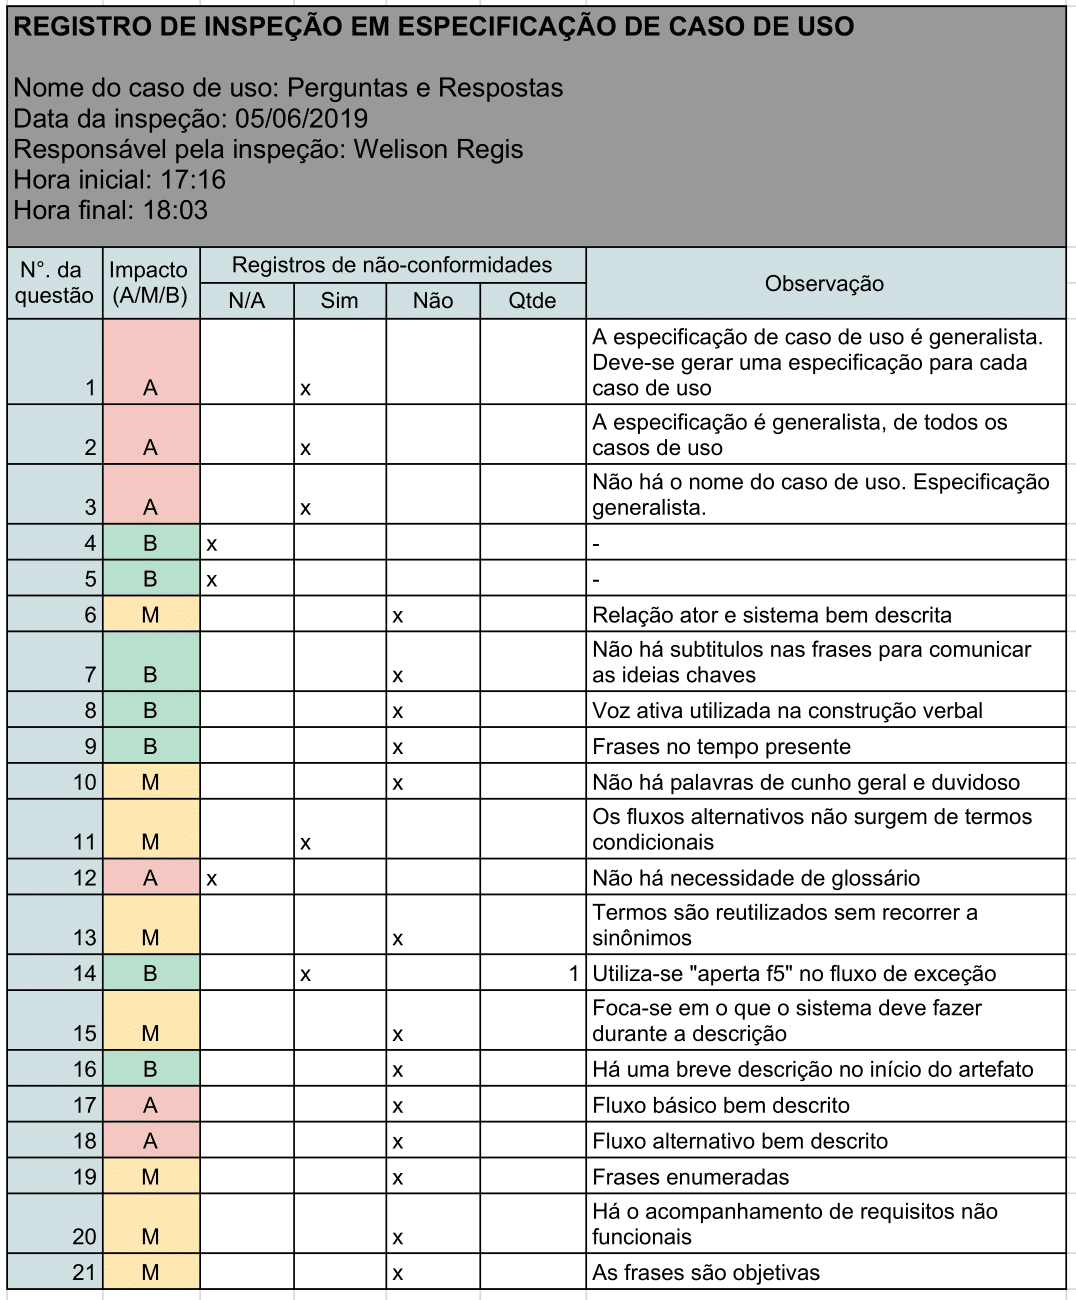 REGISTRO DE INSPEÇÃO EM ESPECIFICAÇÃO DE CASO DE USO
Nome do caso de uso: Perguntas e Respostas
Data da inspeção: 05/06/2019
Responsável pela inspeção: Welison Regis
Hora inicial: 17:16
Hora final: 18:03
N°. da questão Impacto (A/M/B) Registros de não-conformidades Observação
N/A Sim Não Qtde
A especificação de caso de uso é generalista.
Deve-se gerar uma especificação para cada
1 A x caso de uso
A especificação é generalista, de todos os
2 A x casos de uso
Não há o nome do caso de uso. Especificação
3 A x generalista.
4 B x -
5 B x -
6 M x Relação ator e sistema bem descrita
Não há subtitulos nas frases para comunicar
7 B x as ideias chaves
8 B x Voz ativa utilizada na construção verbal
9 B x Frases no tempo presente
10 M x Não há palavras de cunho geral e duvidoso
Os fluxos alternativos não surgem de termos
11 M x condicionais
12 A x Não há necessidade de glossário
Termos são reutilizados sem recorrer a
13 M x sinônimos
14 B x 1 Utiliza-se "aperta f5" no fluxo de exceção
Foca-se em o que o sistema deve fazer
15 M x durante a descrição
16 B x Há uma breve descrição no início do artefato
17 A x Fluxo básico bem descrito
18 A x Fluxo alternativo bem descrito
19 M x Frases enumeradas
Há o acompanhamento de requisitos não
20 M x funcionais
21 M x As frases são objetivas